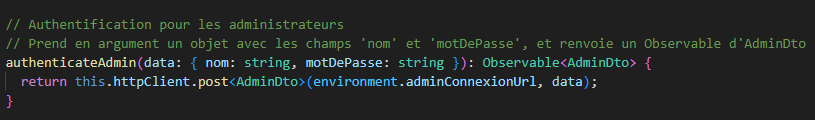 // Authentification pour les administrateurs
// Prend en argument un objet avec les champs 'nom' et 'motDePasse', et renvoie un Observable d'AdminDto
authenticateAdmin(data: { nom: string, motDePasse: string }): Observable<AdminDto> {
  return this.httpClient.post<AdminDto>(environment.adminConnexionUrl, data);
}